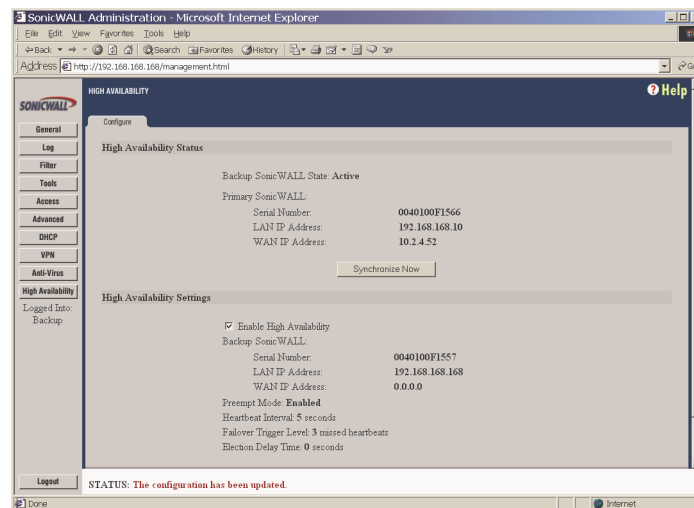 SonicWALL Administration - Microsoft Internet Explorer
File Edit View Favorites Tools Help
Back Search Favorites History
Address http://192.168.168.168/management.html
SONICWALL
HIGH AVAILABILITY
Help
Configure
General
Log
Filter
Tools
Access
Advanced
DHCP
VPN
Anti-Virus
High Availability
Logged Into:
Backup
Logout
High Availability Status
Backup SonicWALL State: Active
Primary SonicWALL:
Serial Number: 0040100F1566
LAN IP Address: 192.168.168.10
WAN IP Address: 10.2.4.52
Synchronize Now
High Availability Settings
Enable High Availability
Backup SonicWALL:
Serial Number: 0040100F1557
LAN IP Address: 192.168.168.168
WAN IP Address: 0.0.0.0
Preempt Mode: Enabled
Heartbeat Interval: 5 seconds
Failover Trigger Level: 3 missed heartbeats
Election Delay Time: 0 seconds
STATUS: The configuration has been updated.
Done
Internet